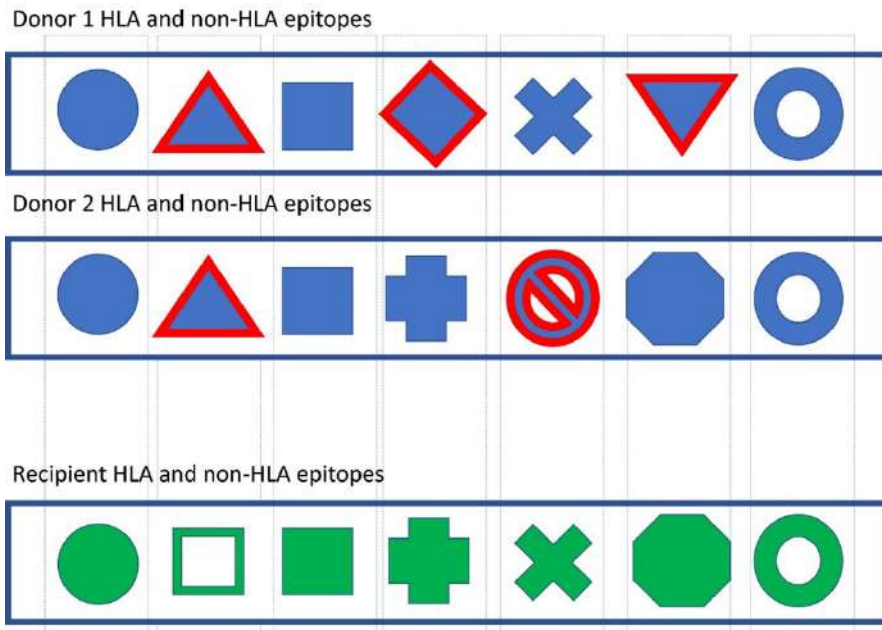 Donor 1 HLA and non-HLA epitopes
Donor 2 HLA and non-HLA epitopes
Recipient HLA and non-HLA epitopes